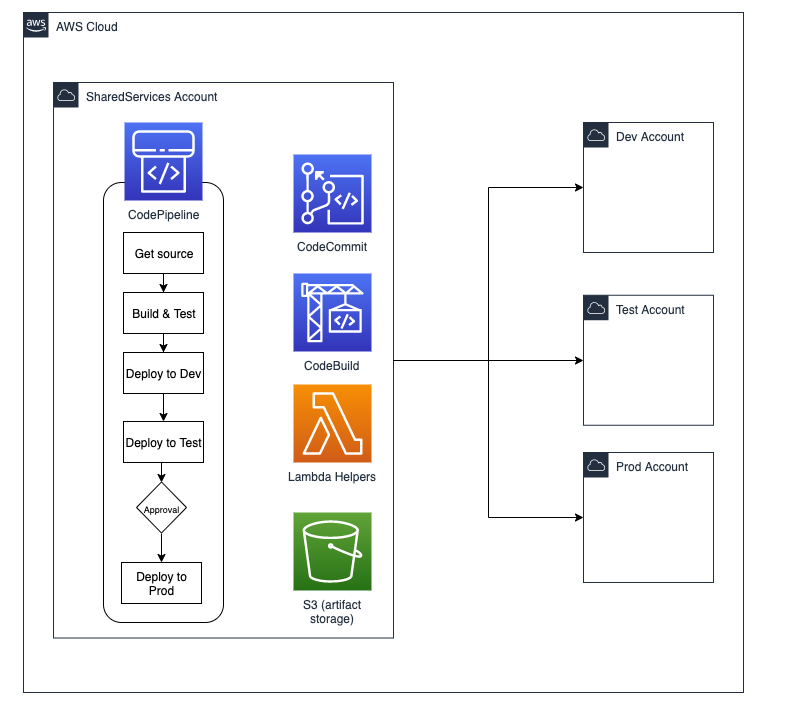 aws
AWS Cloud
SharedServices Account
CodePipeline
Get source
Build & Test
Deploy to Dev
Deploy to Test
Approval
Deploy to
Prod
CodeCommit
CodeBuild
Lambda Helpers
S3 (artifact
storage)
Dev Account
Test Account
Prod Account